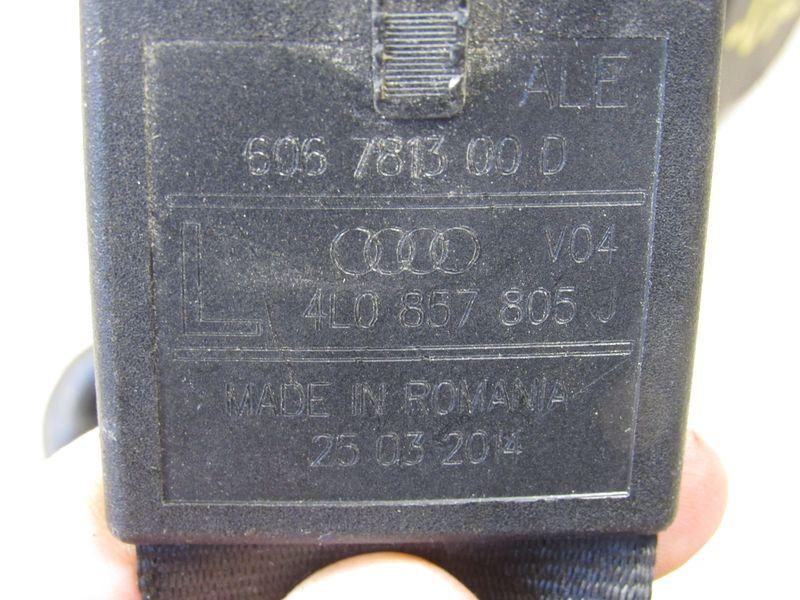 ALE
606 7813 00 D
L V04
4L0 857 805 J
MADE IN ROMANIA
25 03 2014